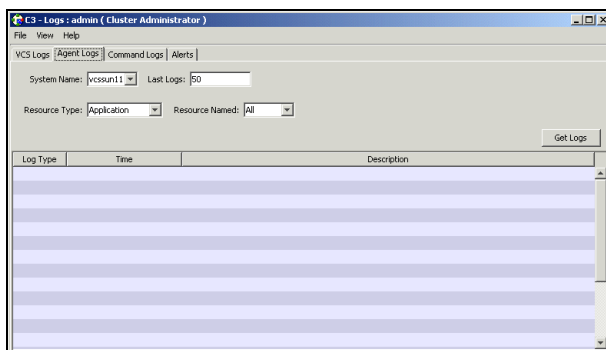 C3 - Logs : admin ( Cluster Administrator )
File View Help
VCS Logs Agent Logs Command Logs Alerts
System Name: vcssun11 Last Logs: 50
Resource Type: Application Resource Named: All
Get Logs
Log Type Time Description